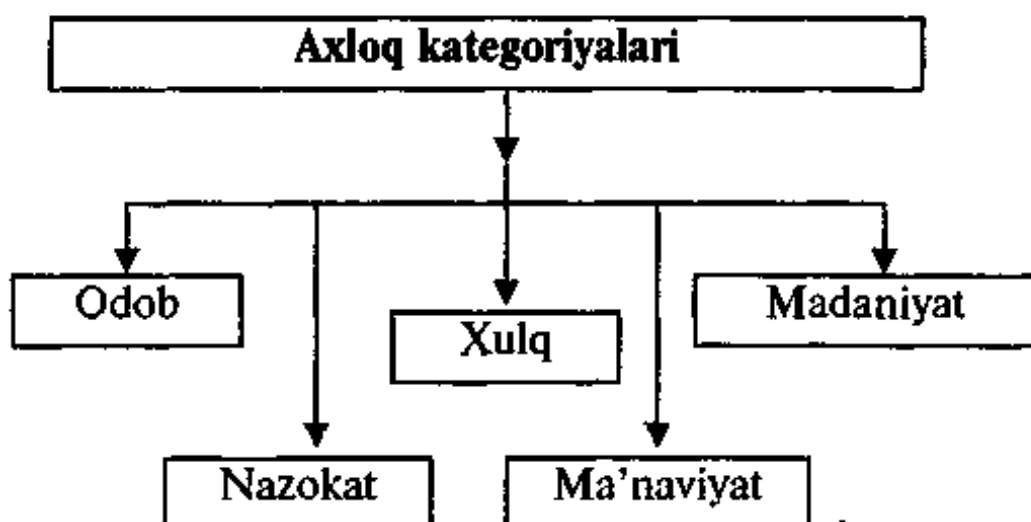 Axloq kategoriyalari
Odob
Xulq
Madaniyat
Nazokat
Ma'naviyat